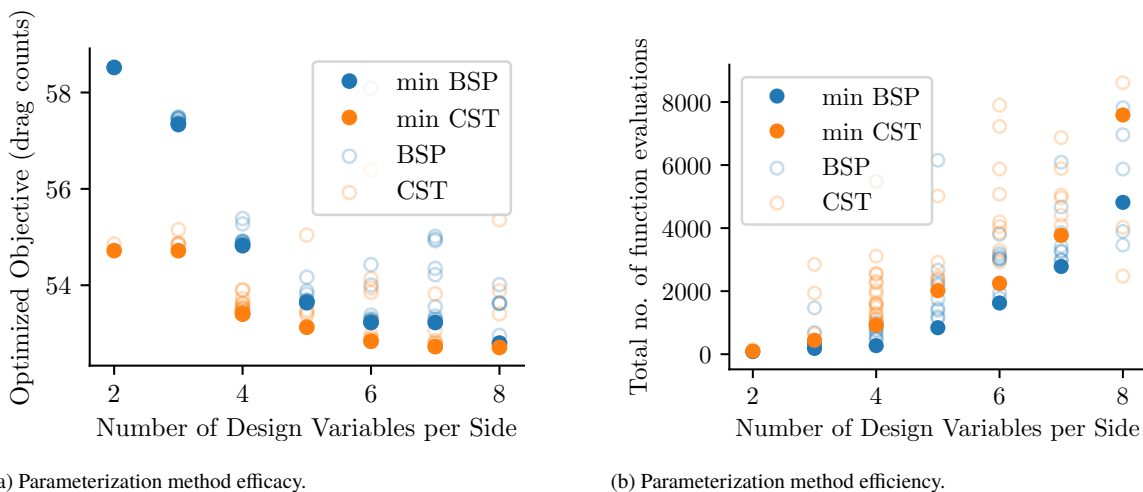 Optimized Objective (drag counts)
58
56
54
min BSP
min CST
BSP
CST
2
4
6
8
Number of Design Variables per Side
a) Parameterization method efficacy.
Total no. of function evaluations
8000
6000
4000
2000
0
min BSP
min CST
BSP
CST
2
4
6
8
Number of Design Variables per Side
(b) Parameterization method efficiency.